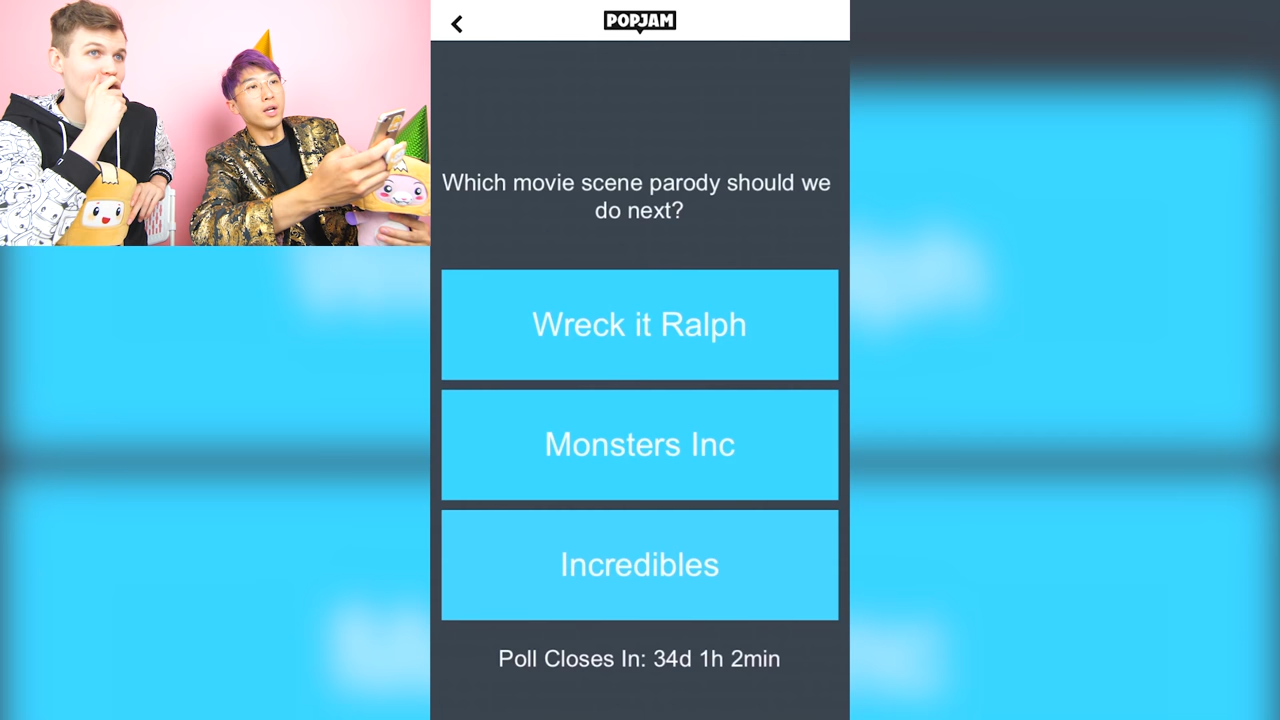 POPJAM
Which movie scene parody should we
do next?
Wreck it Ralph
Monsters Inc
Incredibles
Poll Closes In: 34d 1h 2min